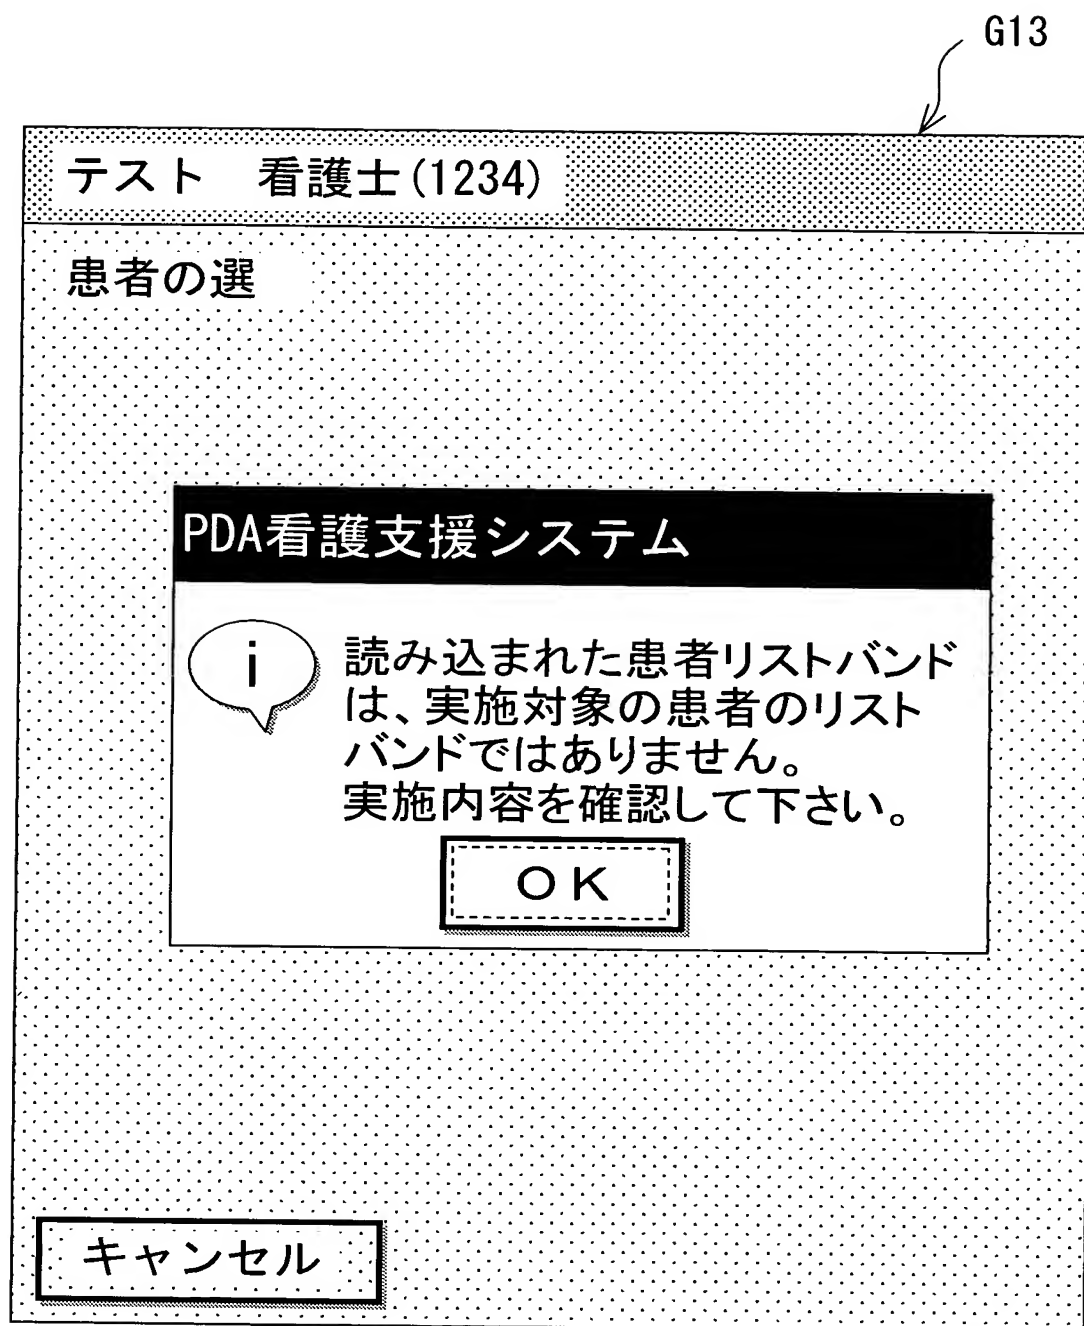 G13
テスト　看護士(1234)
患者の選
PDA看護支援システム
i
読み込まれた患者リストバンド
は、実施対象の患者のリスト
バンドではありません。
実施内容を確認して下さい。
OK
キャンセル